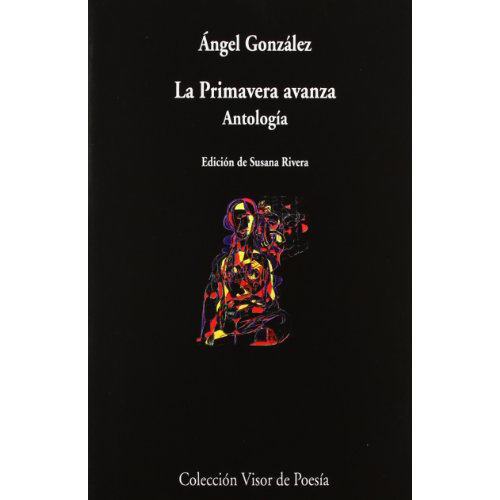 Ángel González
La Primavera avanza
Antología
Edición de Susana Rivera
Colección Visor de Poesía